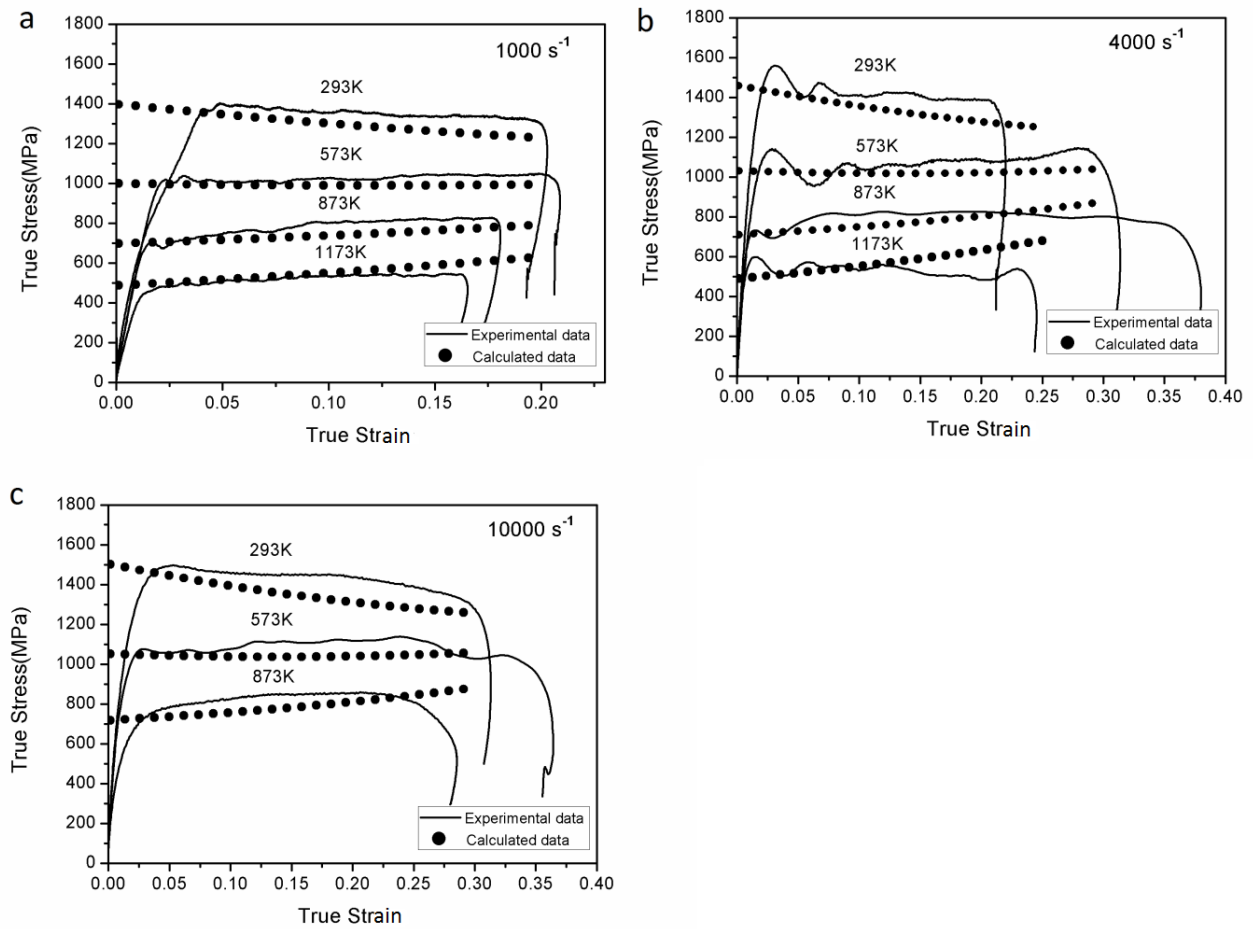 a
1000 s-1
True Stress(MPa)
1800
1600
1400
1200
1000
800
600
400
200
0
293K
573K
873K
1173K
Experimental data
Calculated data
0.00 0.05 0.10 0.15 0.20
True Strain
b
4000 s-1
True Stress(MPa)
1800
1600
1400
1200
1000
800
600
400
200
0
293K
573K
873K
1173K
Experimental data
Calculated data
0.00 0.05 0.10 0.15 0.20 0.25 0.30 0.35 0.40
True Strain
c
10000 s-1
True Stress(MPa)
1800
1600
1400
1200
1000
800
600
400
200
0
293K
573K
873K
Experimental data
Calculated data
0.00 0.05 0.10 0.15 0.20 0.25 0.30 0.35 0.40
True Strain